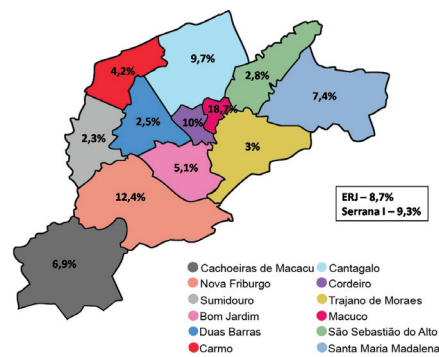 9,7%
4,2%
2,8%
7,4%
18,7%
2,5%
10%
2,3%
3%
5,1%
12,4%
ERJ – 8,7%
Serrana I – 9,3%
6,9%
Cachoeiras de Macacu
Nova Friburgo
Sumidouro
Bom Jardim
Duas Barras
Carmo
Cantagalo
Cordeiro
Trajano de Moraes
Macuco
São Sebastião do Alto
Santa Maria Madalena